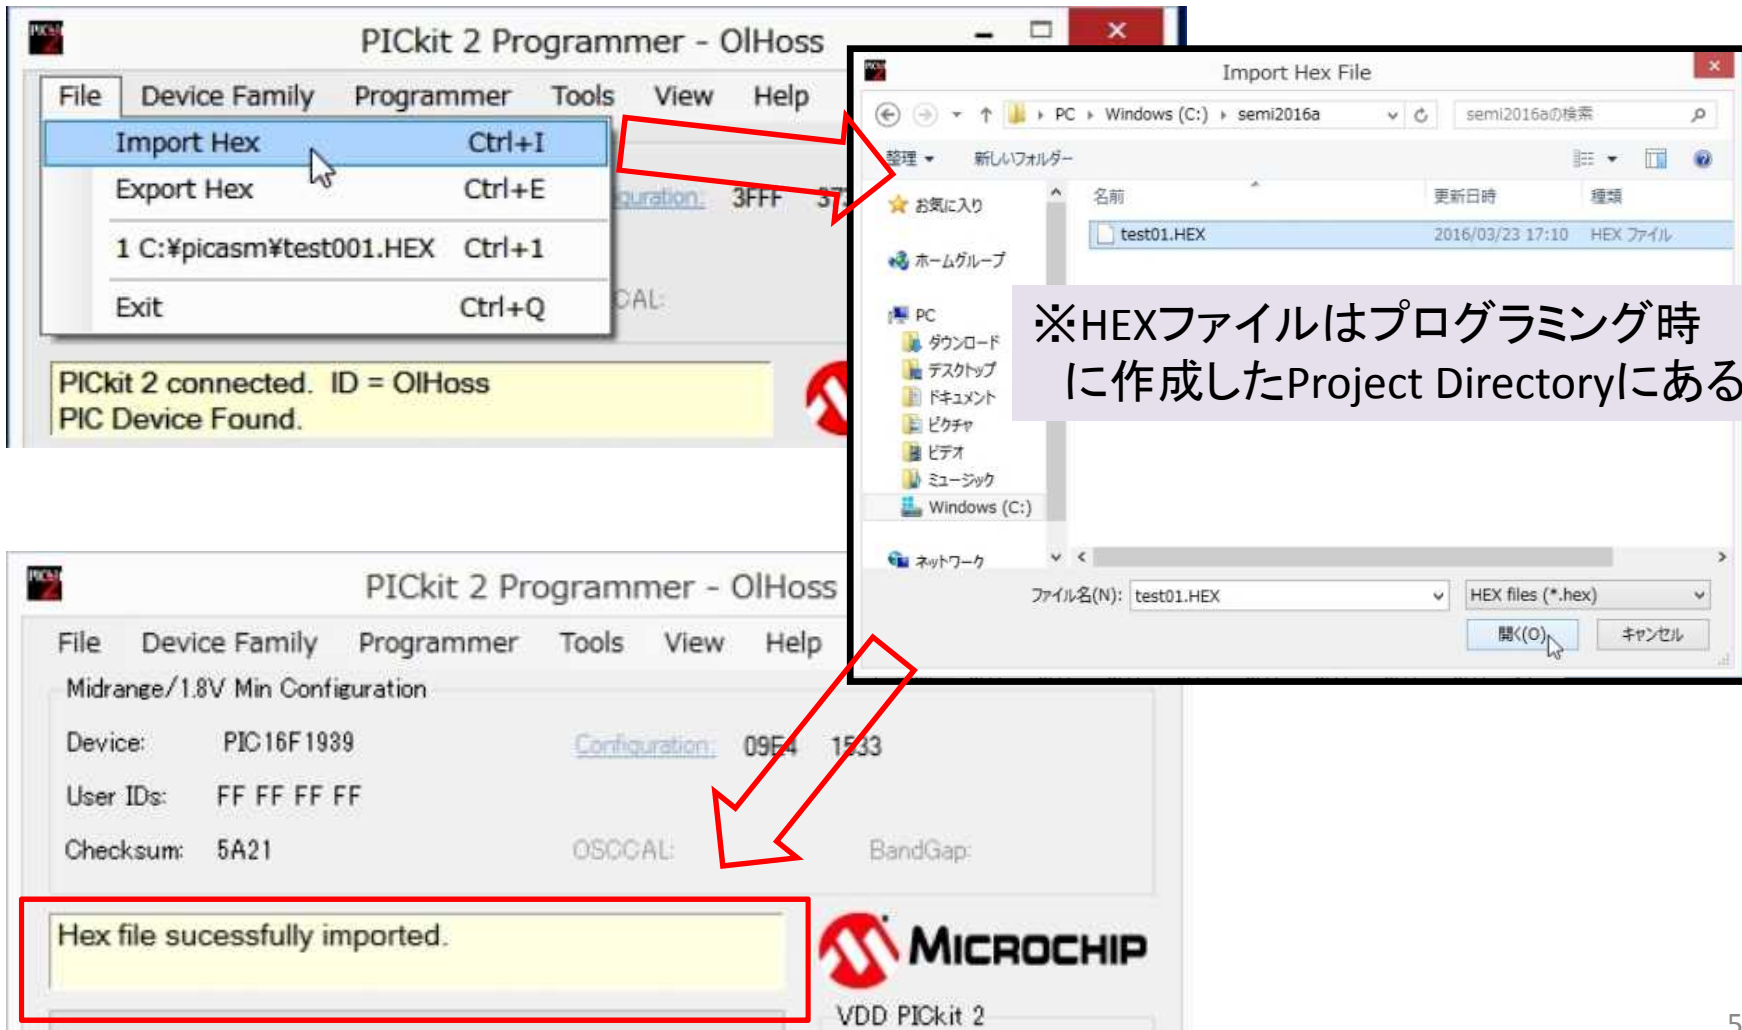 PICkit 2 Programmer - OlHoss
File Device Family Programmer Tools View Help
Import Hex Ctrl+I
Export Hex Ctrl+E
1 C:¥picasm¥test001.HEX Ctrl+1
Exit Ctrl+Q
3FFF
PICkit 2 connected. ID = OlHoss
PIC Device Found.
Import Hex File
PC Windows (C:) semi2016a
semi2016aの検索
整理 新しいフォルダー
お気に入り
ホームグループ
PC
ダウンロード
デスクトップ
ドキュメント
ピクチャ
ビデオ
ミュージック
Windows (C:)
ネットワーク
名前 更新日時 種類
test01.HEX 2016/03/23 17:10 HEX ファイル
※HEXファイルはプログラミング時
に作成したProject Directoryにある
ファイル名(N): test01.HEX HEX files (*.hex)
開く(O) キャンセル
PICkit 2 Programmer - OlHoss
File Device Family Programmer Tools View Help
Midrange/1.8V Min Configuration
Device: PIC16F1939 Configuration: 09E4 1533
User IDs: FF FF FF FF
Checksum: 5A21 OSCCAL: BandGap:
Hex file sucessfully imported.
MICROCHIP
VDD PICkit 2
5